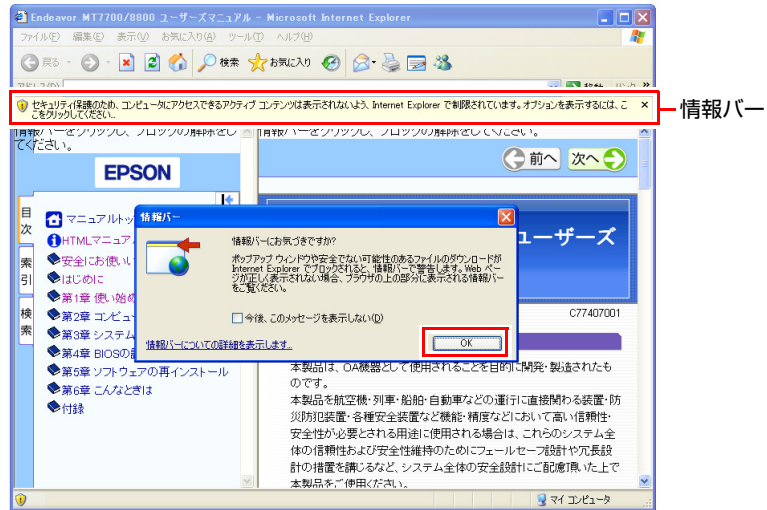 Endeavor MT7700/8800 ユーザーズマニュアル - Microsoft Internet Explorer
ファイル(F) 編集(E) 表示(V) お気に入り(A) ツール(T) ヘルプ(H)
戻る 検索 お気に入り
セキュリティ保護のため、コンピュータにアクセスできるアクティブ コンテンツは表示されないよう、Internet Explorer で制限されています。オプションを表示するには、こ
こをクリックしてください...
情報バー
情報バーをクリックし、ブロックの解除をし
てください。
情報バーをクリックし、ブロックの解除をしてください。
前へ 次へ
EPSON
目次
索引
検索
マニュアルトッ
HTMLマニュア
安全にお使いい
はじめに
第1章 使い始め
第2章 コンピュ
第3章 システム
第4章 BIOSの
第5章 ソフトウェアの再インストール
第6章 こんなときは
付録
情報バー
情報バーにお気づきですか?
ポップアップ ウィンドウや安全でない可能性のあるファイルのダウンロードが
Internet Explorer でブロックされると、情報バーで警告します。Web ペー
ジが正しく表示されない場合、ブラウザの上の部分に表示される情報バー
をご覧ください。
今後、このメッセージを表示しない(D)
情報バーについての詳細を表示します...
OK
ユーザーズ
C77407001
本製品は、OA機器として使用されることを目的に開発・製造されたも
のです。
本製品を航空機・列車・船舶・自動車などの運行に直接関わる装置・防
災防犯装置・各種安全装置など機能・精度などにおいて高い信頼性・
安全性が必要とされる用途に使用される場合は、これらのシステム全
体の信頼性および安全性維持のためにフェールセーフ設計や冗長設
計の措置を講じるなど、システム全体の安全設計にご配慮頂いた上で
本製品をご使用ください。
マイ コンピュータ